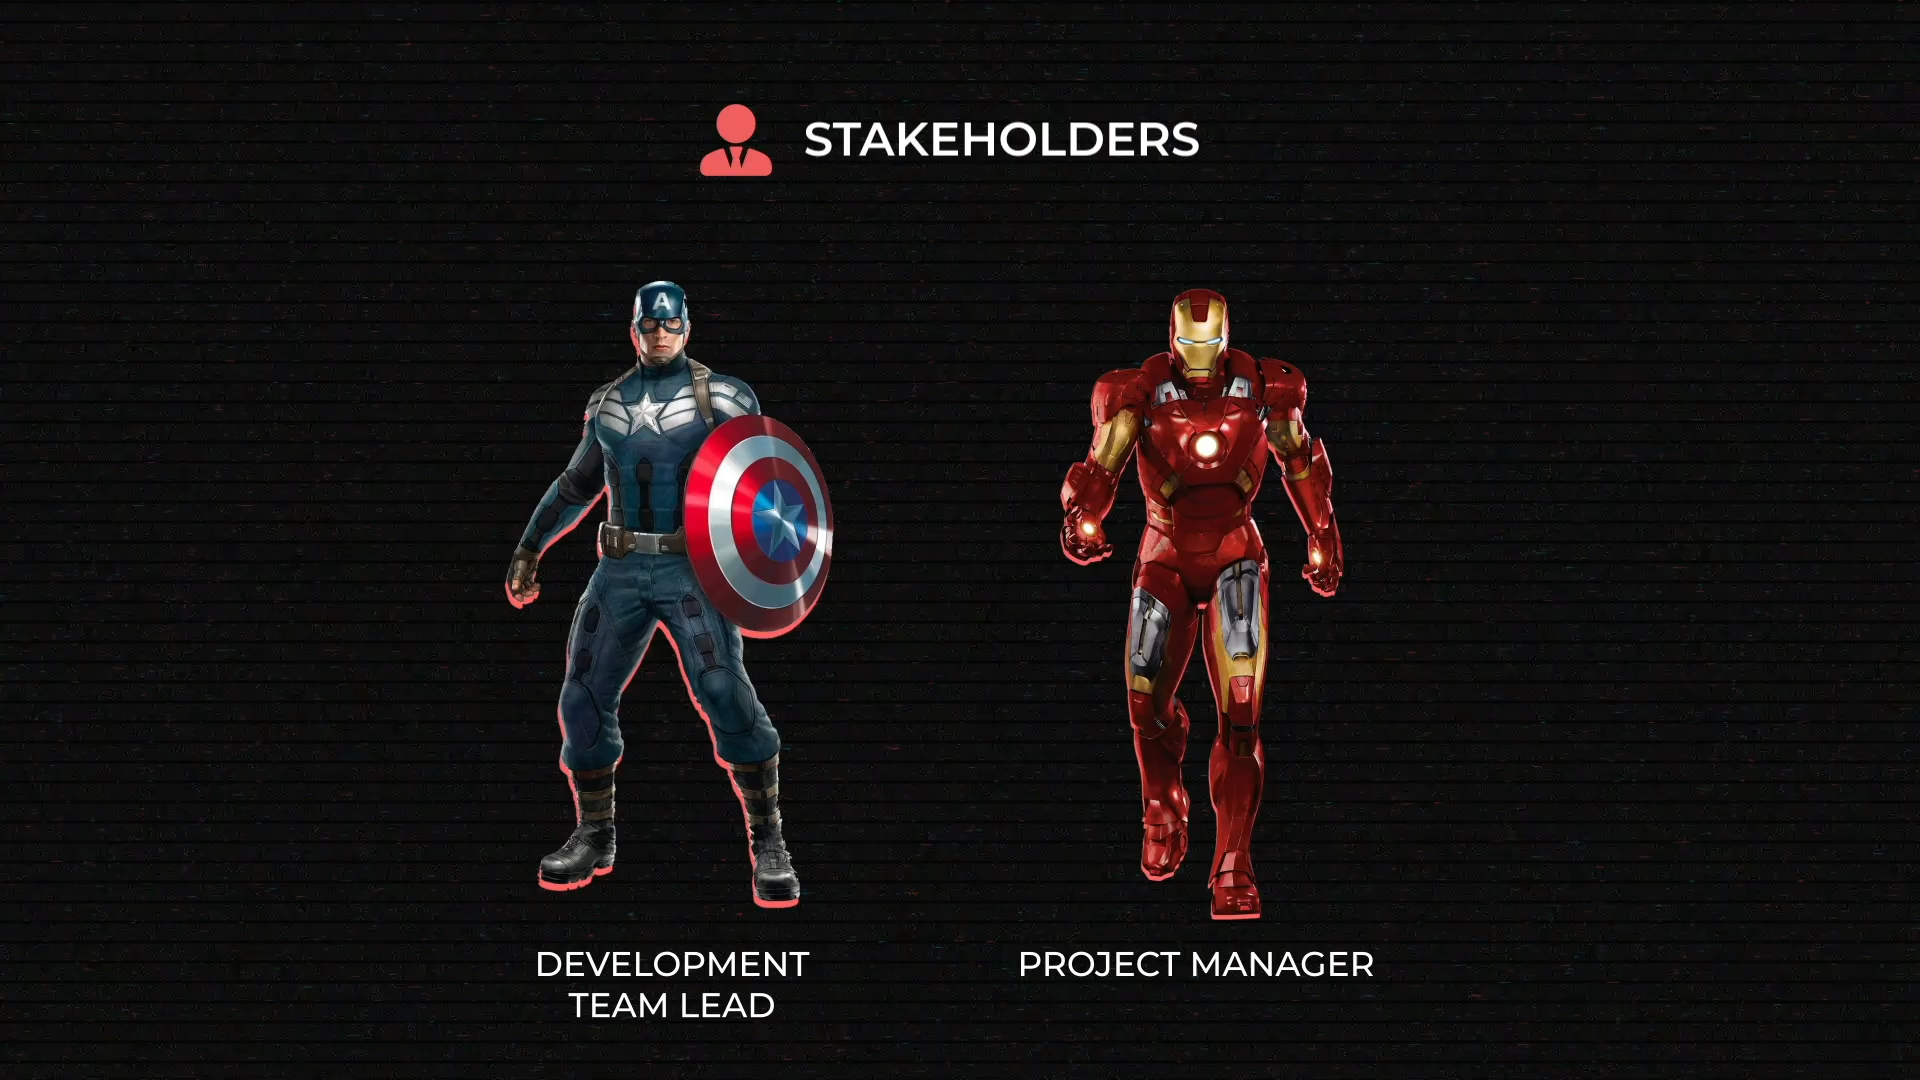 STAKEHOLDERS
A
DEVELOPMENT
TEAM LEAD
PROJECT MANAGER